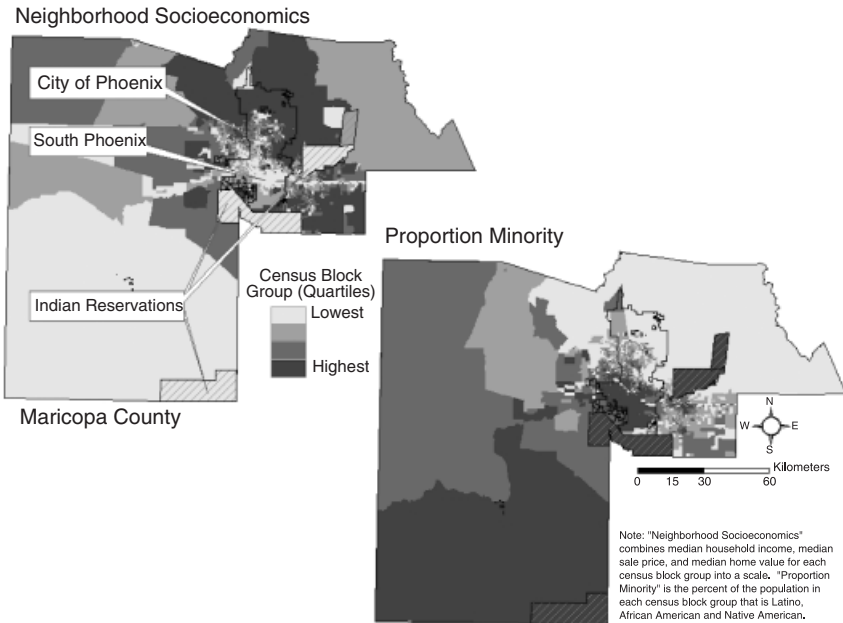 Neighborhood Socioeconomics
City of Phoenix
South Phoenix
Indian Reservations
Maricopa County
Census Block
Group (Quartiles)
Lowest
Highest
Proportion Minority
N
W E
S
Kilometers
0 15 30 60
Note: "Neighborhood Socioeconomics"
combines median household income, median
sale price, and median home value for each
census block group into a scale. "Proportion
Minority" is the percent of the population in
each census block group that is Latino,
African American and Native American.